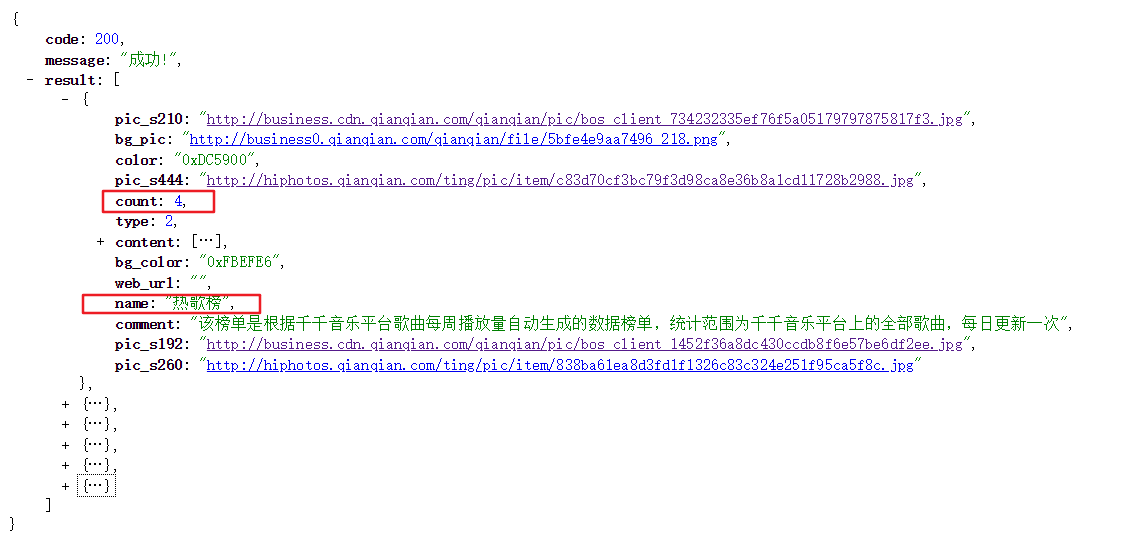 {
code: 200,
message: "成功!",
- result: [
- {
pic_s210: "http://business.cdn.qianqian.com/qianqian/pic/bos_client_734232335ef76f5a05179797875817f3.jpg",
bg_pic: "http://business0.qianqian.com/qianqian/file/5bfe4e9aa7496_218.png",
color: "0xDC5900",
pic_s444: "http://hiphotos.qianqian.com/ting/pic/item/c83d70cf3bc79f3d98ca8e36b8a1cd11728b2988.jpg",
count: 4,
type: 2,
+ content: […],
bg_color: "0xFBEFE6",
web_url: "",
name: "热歌榜",
comment: "该榜单是根据千千音乐平台歌曲每周播放量自动生成的数据榜单，统计范围为千千音乐平台上的全部歌曲，每日更新一次",
pic_s192: "http://business.cdn.qianqian.com/qianqian/pic/bos_client_1452f36a8dc430ccdb8f6e57be6df2ee.jpg",
pic_s260: "http://hiphotos.qianqian.com/ting/pic/item/838ba61ea8d3fd1f1326c83c324e251f95ca5f8c.jpg"
},
+ {…},
+ {…},
+ {…},
+ {…},
+ {…}
]
}